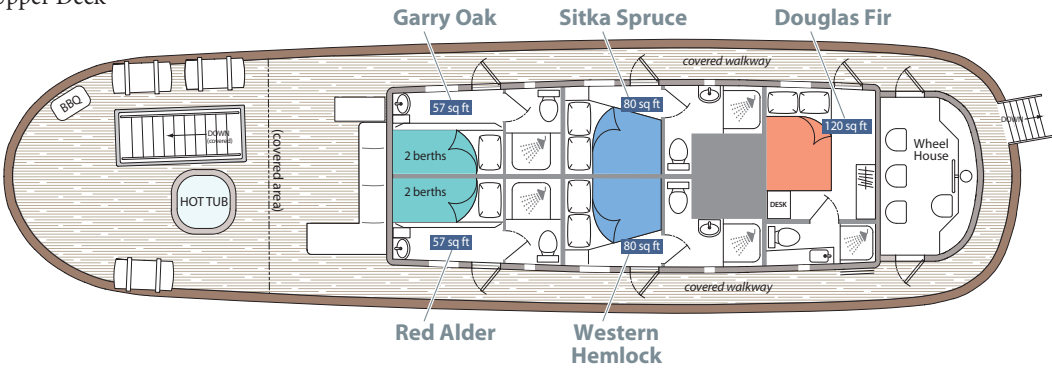 Upper Deck
Garry Oak
Sitka Spruce
Douglas Fir
covered walkway
BBQ
57 sq ft
80 sq ft
120 sq ft
DOWN
(covered)
(covered area)
2 berths
2 berths
HOT TUB
Wheel
House
DOWN
DESK
57 sq ft
80 sq ft
covered walkway
Red Alder
Western
Hemlock